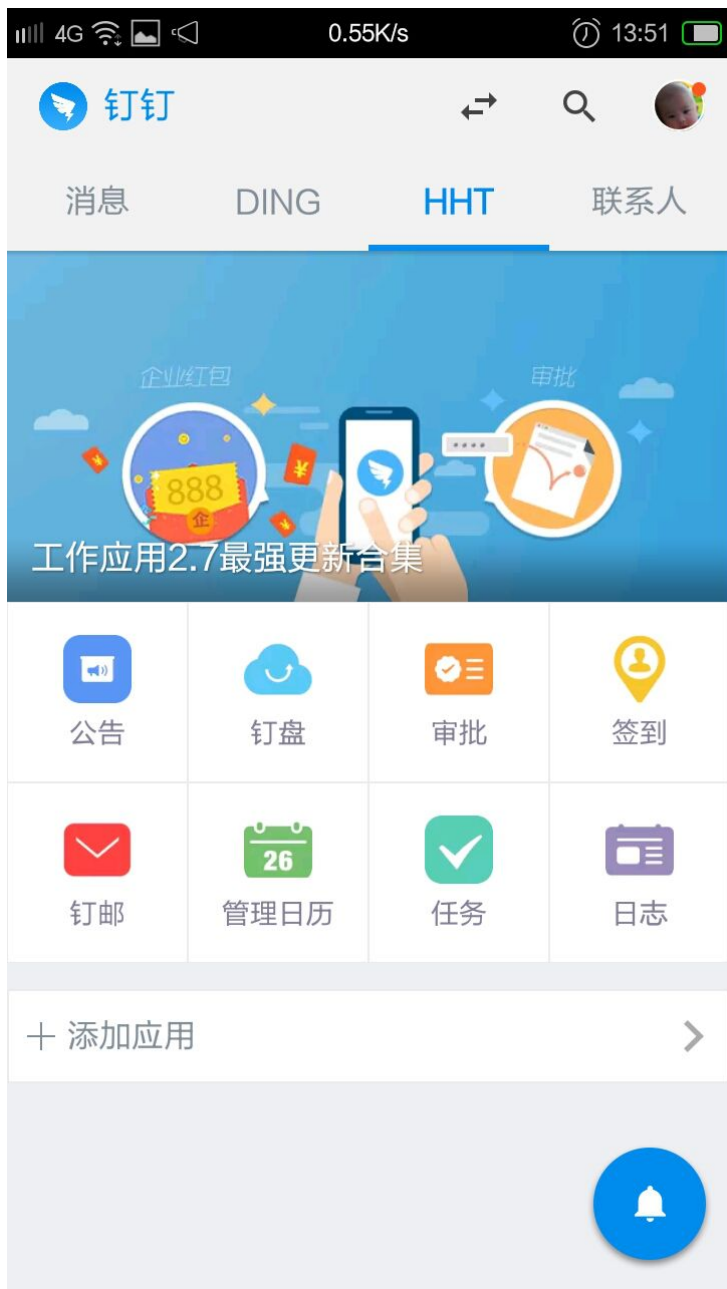 4G 0.55K/s 13:51
钉钉
消息 DING HHT 联系人
企业红包 审批
888
企
工作应用2.7最强更新合集
公告 钉盘 审批 签到
26
钉邮 管理日历 任务 日志
添加应用